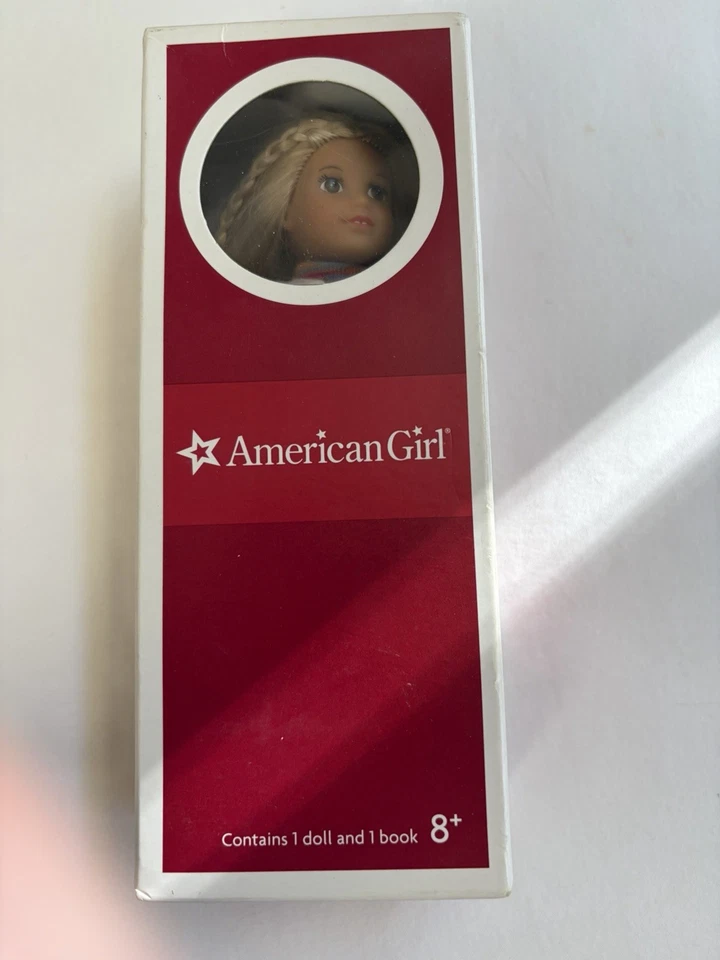 American Girl®
Contains 1 doll and 1 book 8+